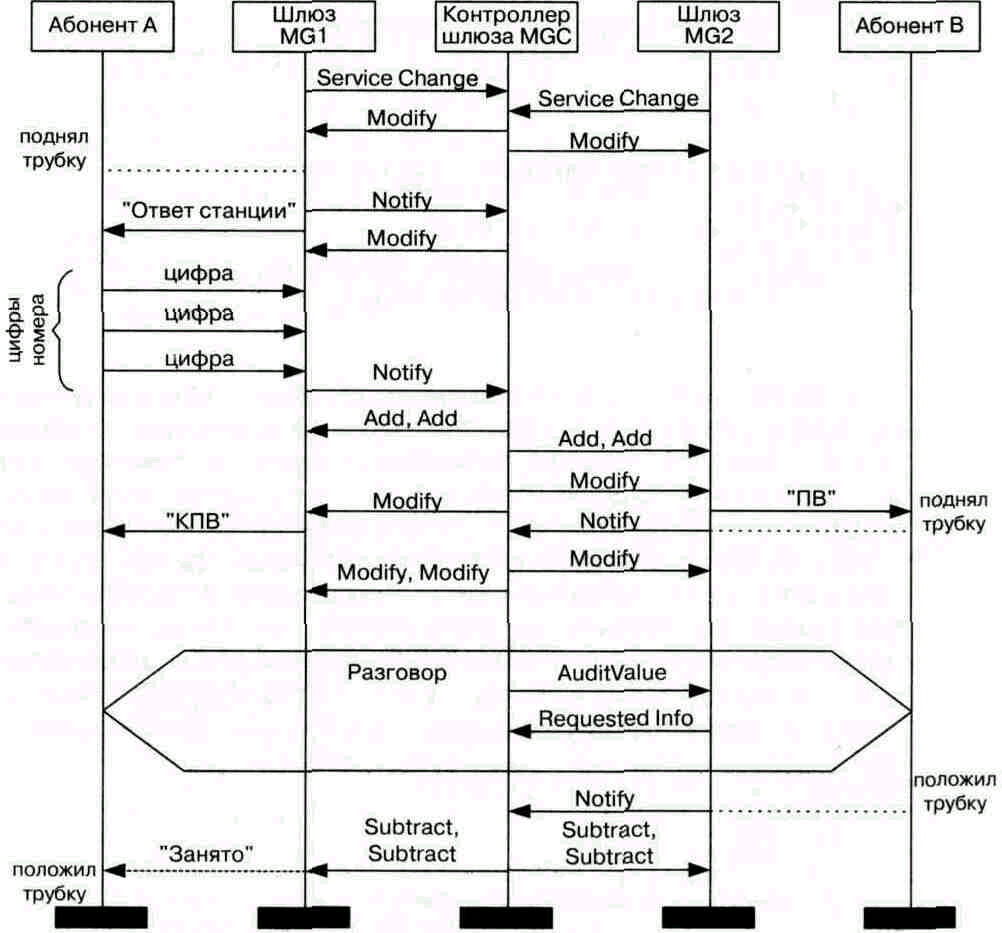 Абонент А
Шлюз
MG1
Контроллер
шлюза MGC
Шлюз
MG2
Абонент В
Service Change
Service Change
Modify
Modify
поднял
трубку
"Ответ станции"
Notify
Modify
цифры
номера
цифра
цифра
цифра
Notify
Add, Add
Add, Add
Modify
Modify
"ПВ"
поднял
трубку
"КПВ"
Notify
Modify
Modify, Modify
Разговор
AuditValue
Requested Info
положил
трубку
Notify
Subtract,
Subtract
Subtract,
Subtract
"Занято"
положил
трубку